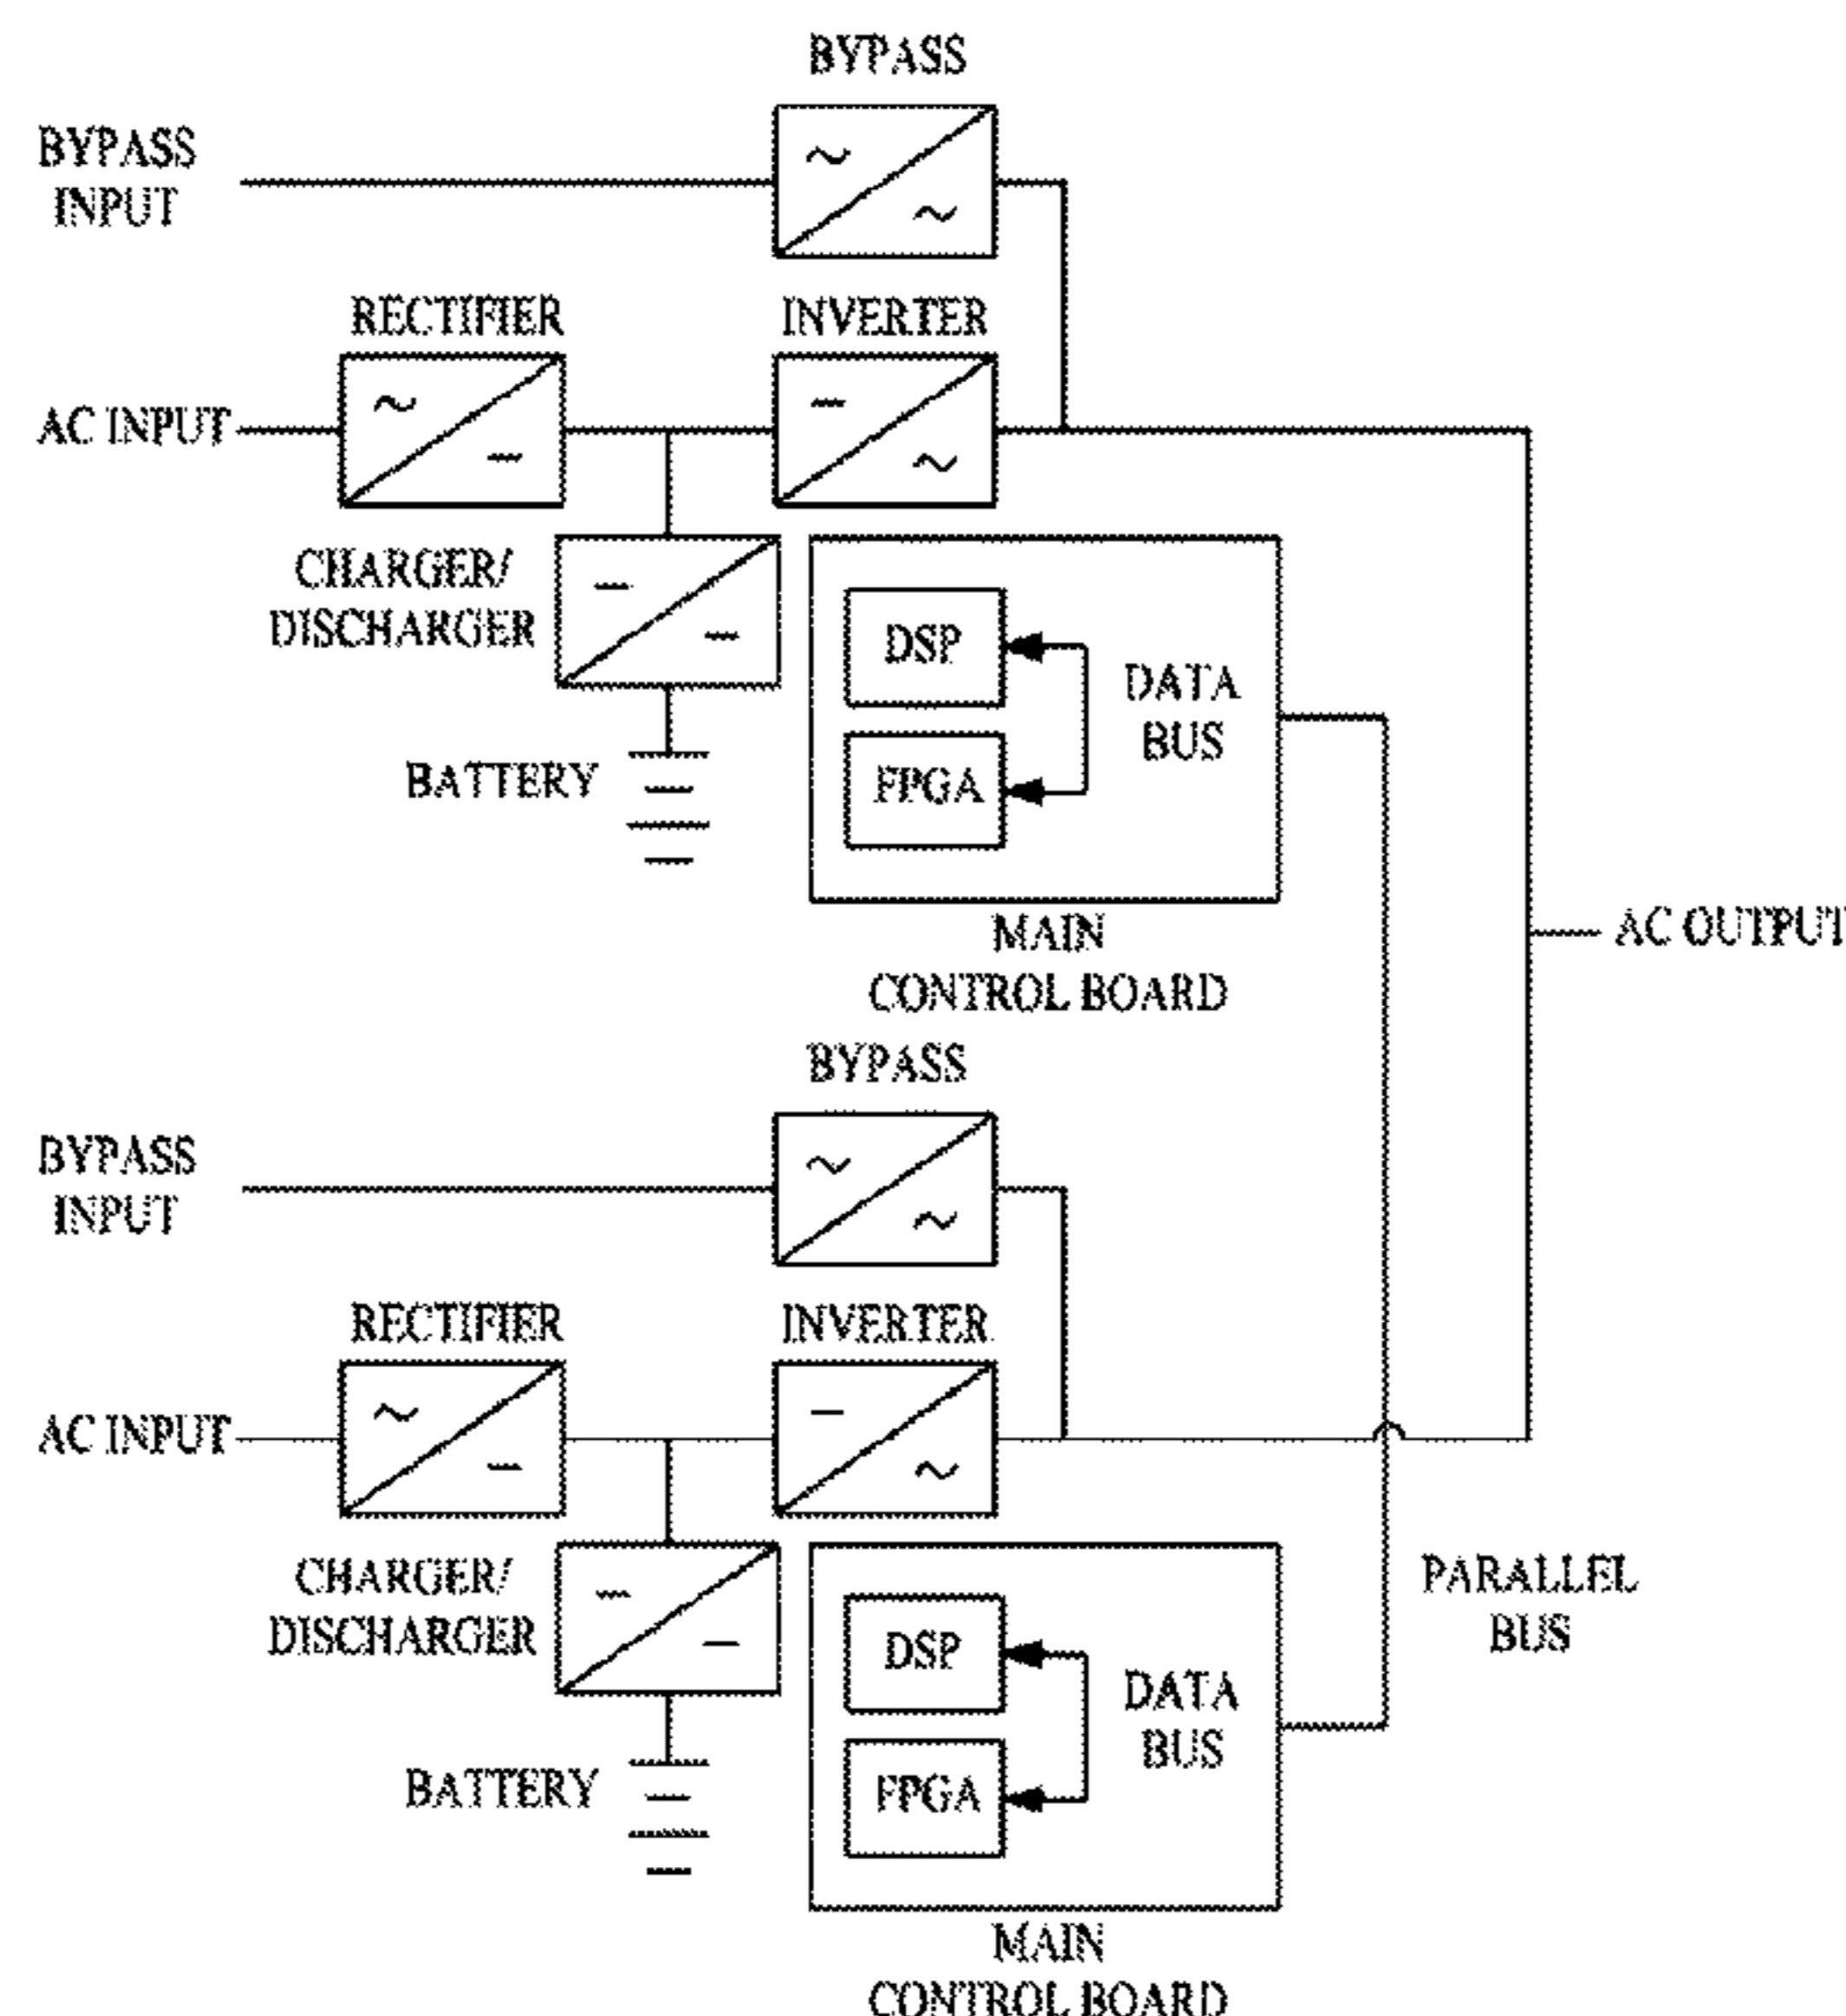 BYPASS
BYPASS
INPUT
RECTIFIER
INVERTER
AC INPUT
CHARGER/
DISCHARGER
DSP
DATA
BUS
FPGA
BATTERY
MAIN
CONTROL BOARD
AC OUTPUT
BYPASS
BYPASS
INPUT
RECTIFIER
INVERTER
AC INPUT
CHARGER/
DISCHARGER
DSP
DATA
BUS
FPGA
PARALLEL
BUS
BATTERY
MAIN
CONTROL BOARD